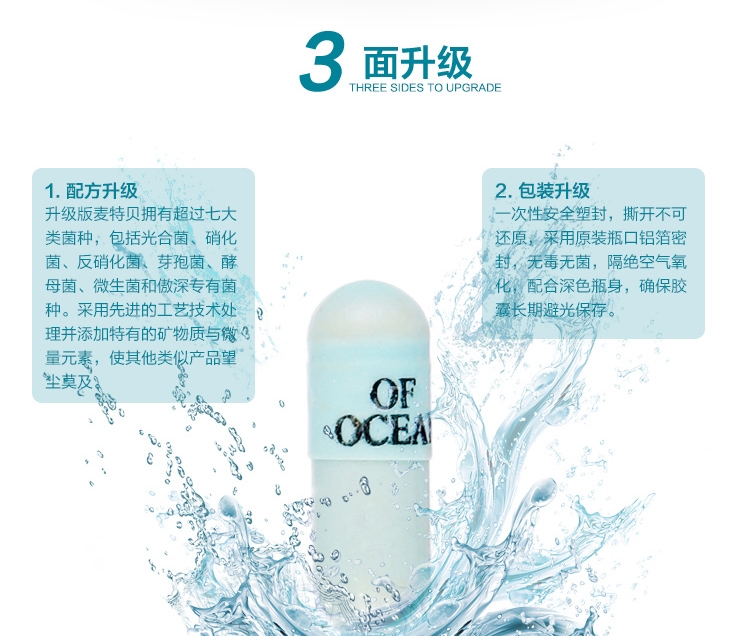 3 面升级
THREE SIDES TO UPGRADE
1. 配方升级
升级版麦特贝拥有超过七大
类菌种，包括光合菌、硝化
菌、反硝化菌、芽孢菌、酵
母菌、微生菌和傲深专有菌
种。采用先进的工艺技术处
理并添加特有的矿物质与微
量元素，使其他类似产品望
尘莫及
2. 包装升级
一次性安全塑封，撕开不可
还原，采用原装瓶口铝箔密
封，无毒无菌，隔绝空气氧
化，配合深色瓶身，确保胶
囊长期避光保存。
OF
OCEA